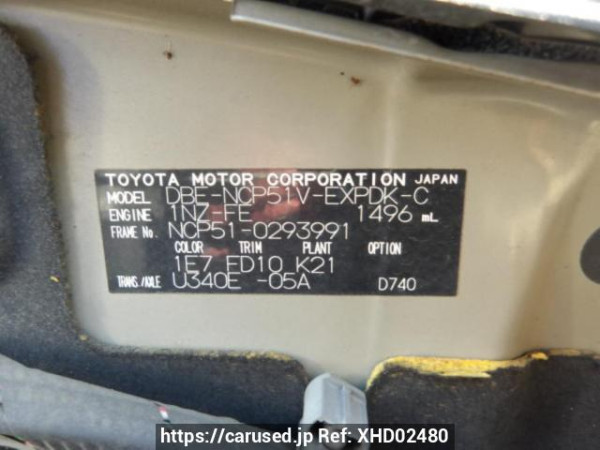 TOYOTA MOTOR CORPORATION JAPAN
MODEL DBE-NCP51V-EXPDK-C
ENGINE 1NZ-FE 1496 mL
FRAME No. NCP51-0293991
COLOR TRIM PLANT OPTION
1E7 FD10 K21
TRANS./AXLE U340E -05A D740
https://carused.jp Ref: XHD02480